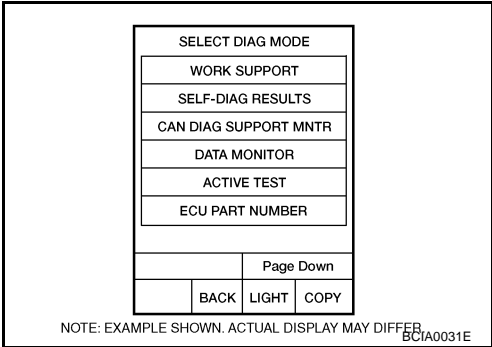 SELECT DIAG MODE
WORK SUPPORT
SELF-DIAG RESULTS
CAN DIAG SUPPORT MNTR
DATA MONITOR
ACTIVE TEST
ECU PART NUMBER
Page Down
BACK LIGHT COPY
NOTE: EXAMPLE SHOWN. ACTUAL DISPLAY MAY DIFFER.
BCIA0031E